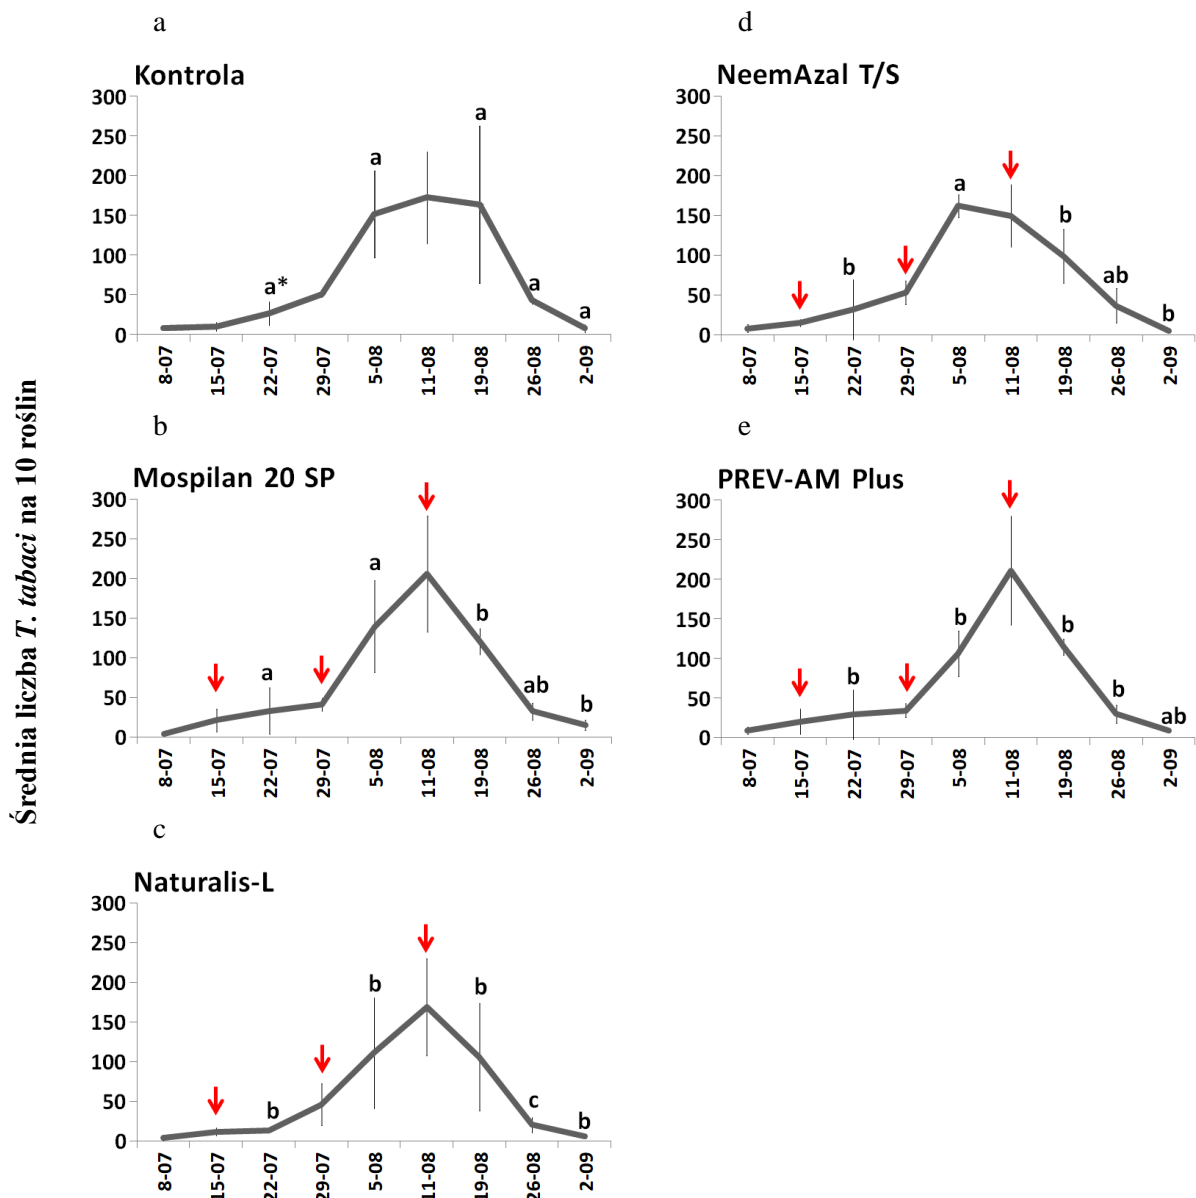 Średnia liczba T. tabaci na 10 roślin
a
Kontrola
300
250
200
150
100
50
0
a*
a
a
a
a
8-07
15-07
22-07
29-07
5-08
11-08
19-08
26-08
2-09
b
Mospilan 20 SP
300
250
200
150
100
50
0
a
a
b
ab
b
8-07
15-07
22-07
29-07
5-08
11-08
19-08
26-08
2-09
c
Naturalis-L
300
250
200
150
100
50
0
b
b
b
c
b
8-07
15-07
22-07
29-07
5-08
11-08
19-08
26-08
2-09
d
NeemAzal T/S
300
250
200
150
100
50
0
b
a
b
ab
b
8-07
15-07
22-07
29-07
5-08
11-08
19-08
26-08
2-09
e
PREV-AM Plus
300
250
200
150
100
50
0
b
b
b
b
ab
8-07
15-07
22-07
29-07
5-08
11-08
19-08
26-08
2-09